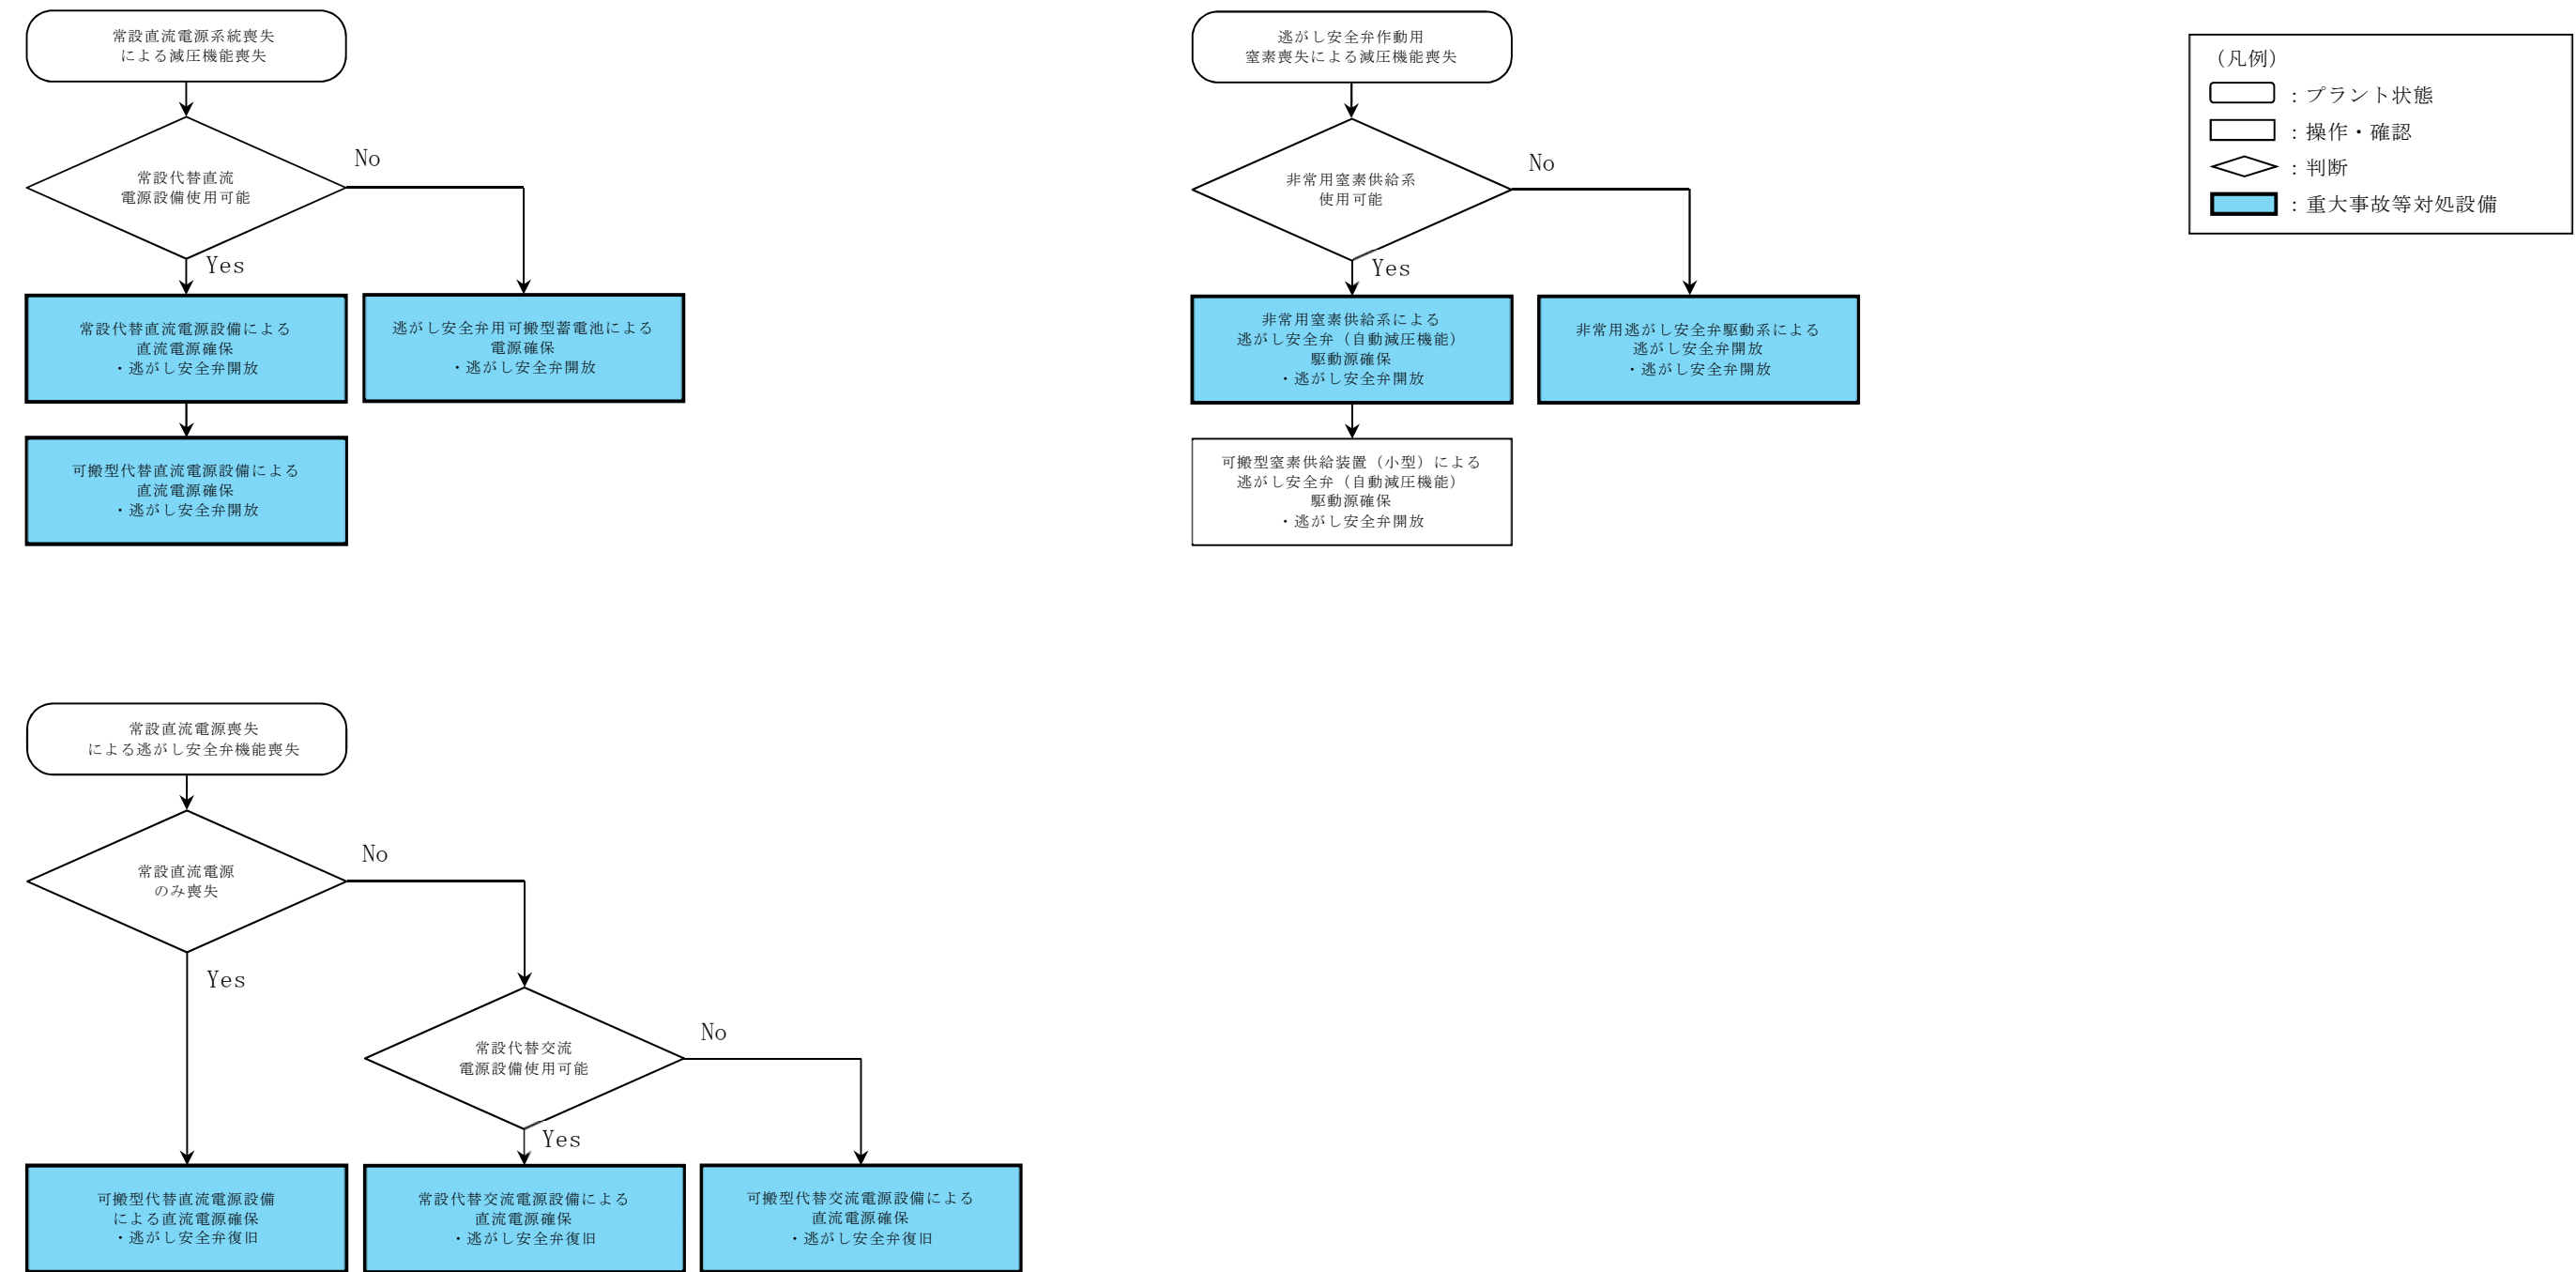 常設直流電源系統喪失
による減圧機能喪失
常設代替直流
電源設備使用可能
No
Yes
常設代替直流電源設備による
直流電源確保
・逃がし安全弁開放
逃がし安全弁用可搬型蓄電池による
電源確保
・逃がし安全弁開放
可搬型代替直流電源設備による
直流電源確保
・逃がし安全弁開放
逃がし安全弁作動用
窒素喪失による減圧機能喪失
非常用窒素供給系
使用可能
No
Yes
非常用窒素供給系による
逃がし安全弁（自動減圧機能）
駆動源確保
・逃がし安全弁開放
非常用逃がし安全弁駆動系による
逃がし安全弁開放
・逃がし安全弁開放
可搬型窒素供給装置（小型）による
逃がし安全弁（自動減圧機能）
駆動源確保
・逃がし安全弁開放
（凡例）
：プラント状態
：操作・確認
：判断
：重大事故等対処設備
常設直流電源喪失
による逃がし安全弁機能喪失
常設直流電源
のみ喪失
No
Yes
常設代替交流
電源設備使用可能
No
Yes
可搬型代替直流電源設備
による直流電源確保
・逃がし安全弁復旧
常設代替交流電源設備による
直流電源確保
・逃がし安全弁復旧
可搬型代替交流電源設備による
直流電源確保
・逃がし安全弁復旧